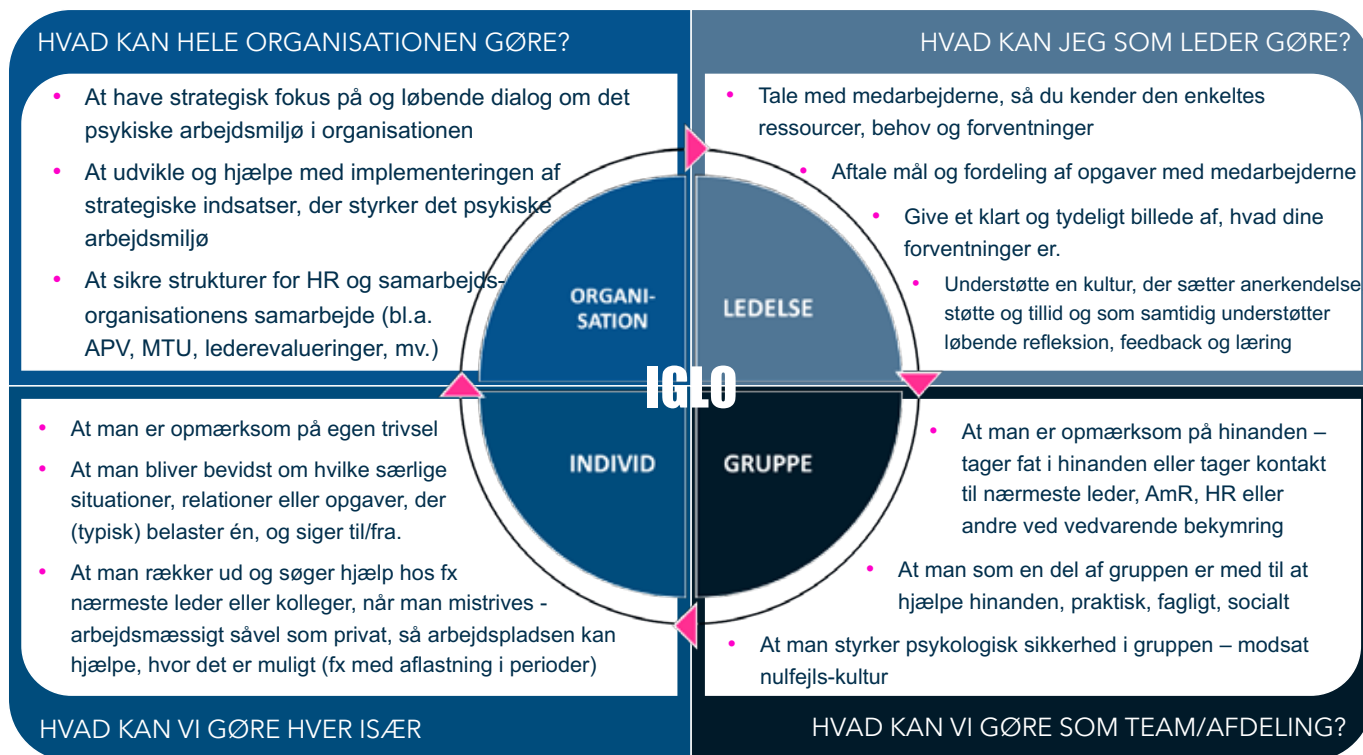 HVAD KAN HELE ORGANISATIONEN GØRE?
• At have strategisk fokus på og løbende dialog om det
psykiske arbejdsmiljø i organisationen
• At udvikle og hjælpe med implementeringen af
strategiske indsatser, der styrker det psykiske
arbejdsmiljø
• At sikre strukturer for HR og samarbejds-
organisationens samarbejde (bl.a.
APV, MTU, lederevalueringer, mv.)
HVAD KAN JEG SOM LEDER GØRE?
• Tale med medarbejderne, så du kender den enkeltes
ressourcer, behov og forventninger
• Aftale mål og fordeling af opgaver med medarbejderne
• Give et klart og tydeligt billede af, hvad dine
forventninger er.
• Understøtte en kultur, der sætter anerkendelse
støtte og tillid og som samtidig understøtter
løbende refleksion, feedback og læring
ORGANI-
SATION
LEDELSE
IGLO
INDIVID
GRUPPE
• At man er opmærksom på egen trivsel
• At man bliver bevidst om hvilke særlige
situationer, relationer eller opgaver, der
(typisk) belaster én, og siger til/fra.
• At man rækker ud og søger hjælp hos fx
nærmeste leder eller kolleger, når man mistrives -
arbejdsmæssigt såvel som privat, så arbejdspladsen kan
hjælpe, hvor det er muligt (fx med aflastning i perioder)
HVAD KAN VI GØRE HVER ISÆR
• At man er opmærksom på hinanden –
tager fat i hinanden eller tager kontakt
til nærmeste leder, AmR, HR eller
andre ved vedvarende bekymring
• At man som en del af gruppen er med til at
hjælpe hinanden, praktisk, fagligt, socialt
• At man styrker psykologisk sikkerhed i gruppen – modsat
nulfejls-kultur
HVAD KAN VI GØRE SOM TEAM/AFDELING?